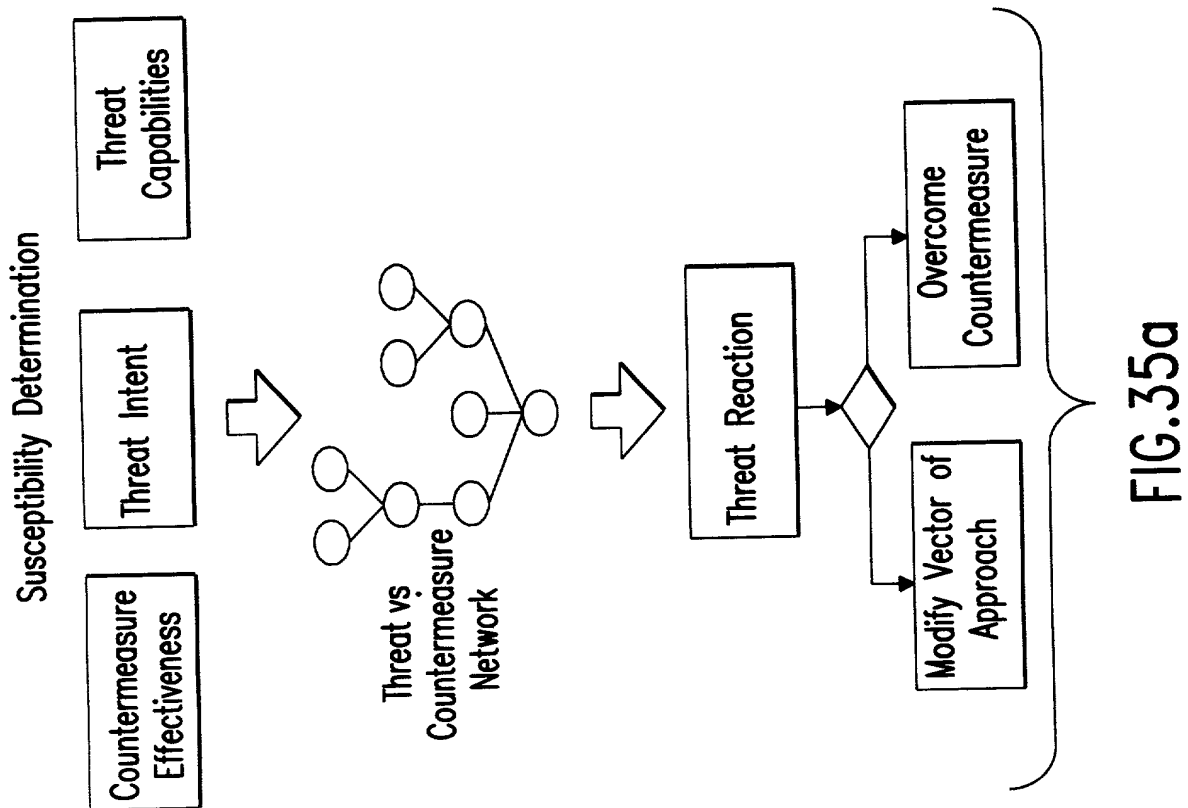 Susceptibility Determination
Countermeasure
Effectiveness
Threat Intent
Threat
Capabilities
Threat vs
Countermeasure
Network
Threat Reaction
Modify Vector of
Approach
Overcome
Countermeasure
FIG.35a